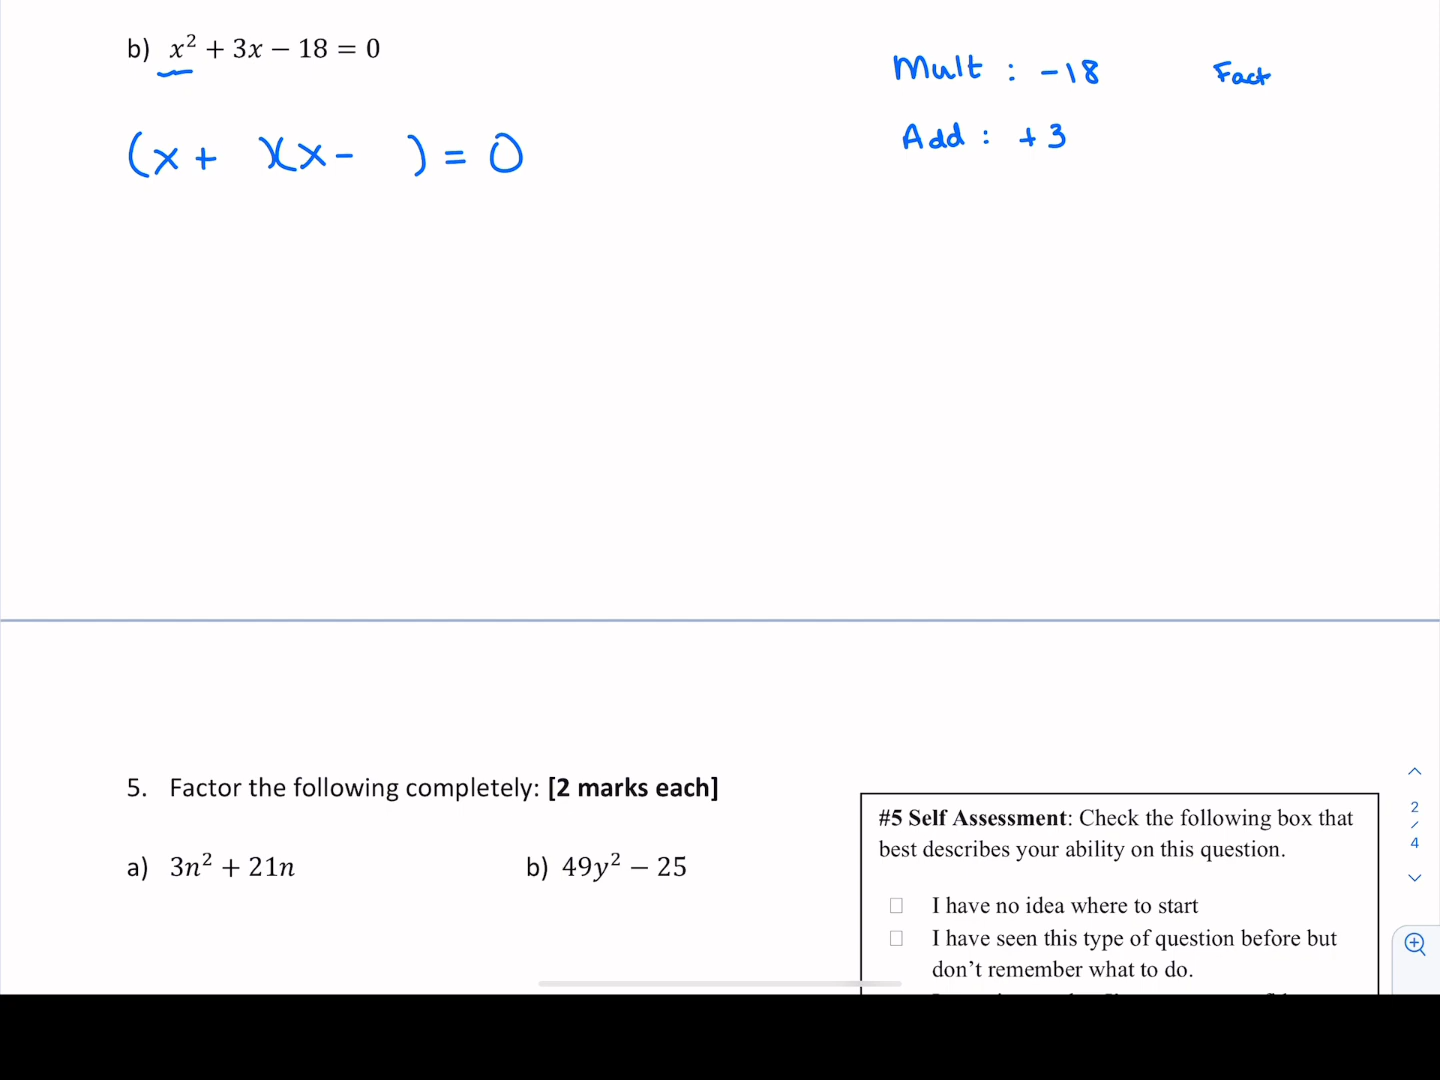 b) x² + 3x − 18 = 0
Mult : -18
Fact
Add : +3
(x+ )(x- ) = 0
5. Factor the following completely: [2 marks each]
a) 3n² + 21n
b) 49y² − 25
#5 Self Assessment: Check the following box that
best describes your ability on this question.
☐ I have no idea where to start
☐ I have seen this type of question before but
don’t remember what to do.
2
/
4